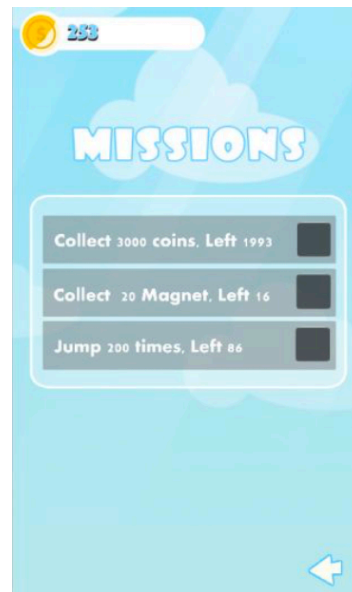 253
MISSIONS
Collect 3000 coins, Left 1993
Collect 20 Magnet, Left 16
Jump 200 times, Left 86